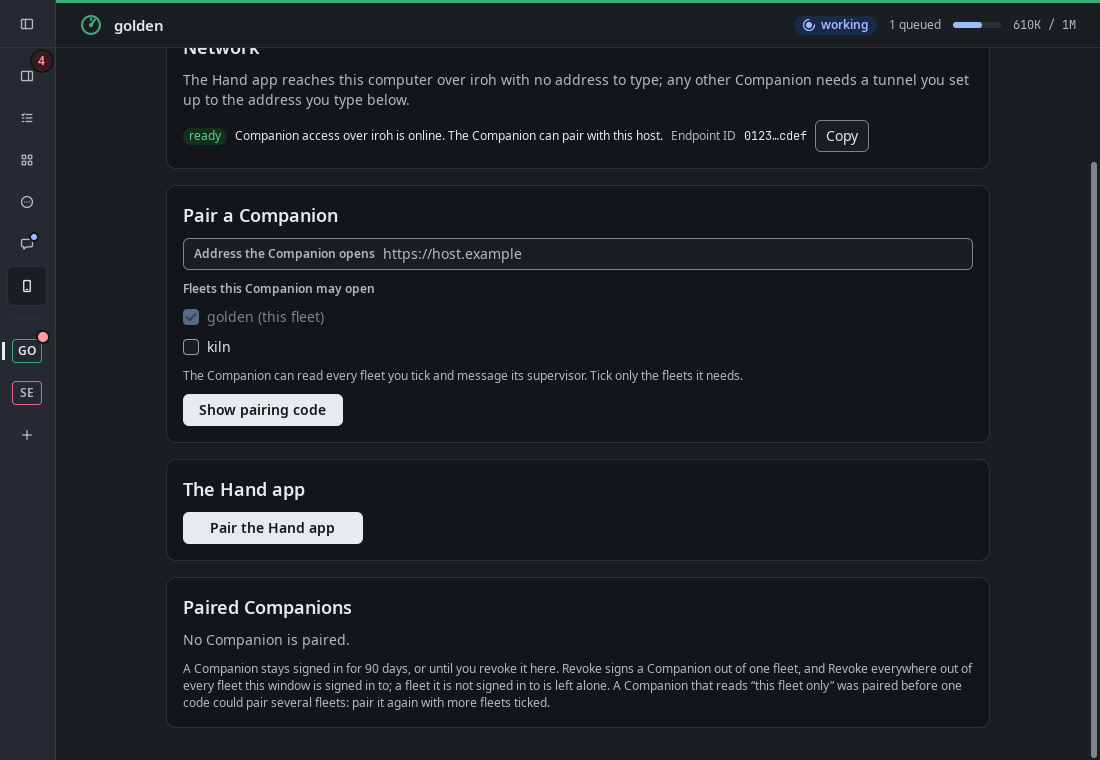 golden
working
1 queued
610K / 1M
4
Network
The Hand app reaches this computer over iroh with no address to type; any other Companion needs a tunnel you set
up to the address you type below.
ready
Companion access over iroh is online. The Companion can pair with this host.
Endpoint ID
0123…cdef
Copy
Pair a Companion
Address the Companion opens
https://host.example
Fleets this Companion may open
golden (this fleet)
kiln
The Companion can read every fleet you tick and message its supervisor. Tick only the fleets it needs.
Show pairing code
GO
SE
The Hand app
Pair the Hand app
Paired Companions
No Companion is paired.
A Companion stays signed in for 90 days, or until you revoke it here. Revoke signs a Companion out of one fleet, and Revoke everywhere out of
every fleet this window is signed in to; a fleet it is not signed in to is left alone. A Companion that reads “this fleet only” was paired before one
code could pair several fleets: pair it again with more fleets ticked.